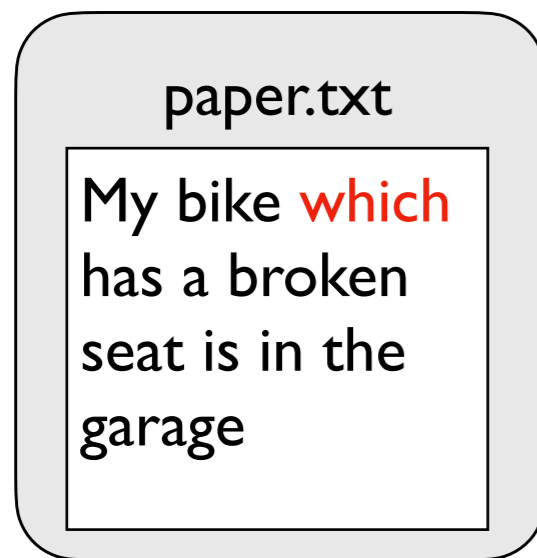 paper.txt
My bike which
has a broken
seat is in the
garage